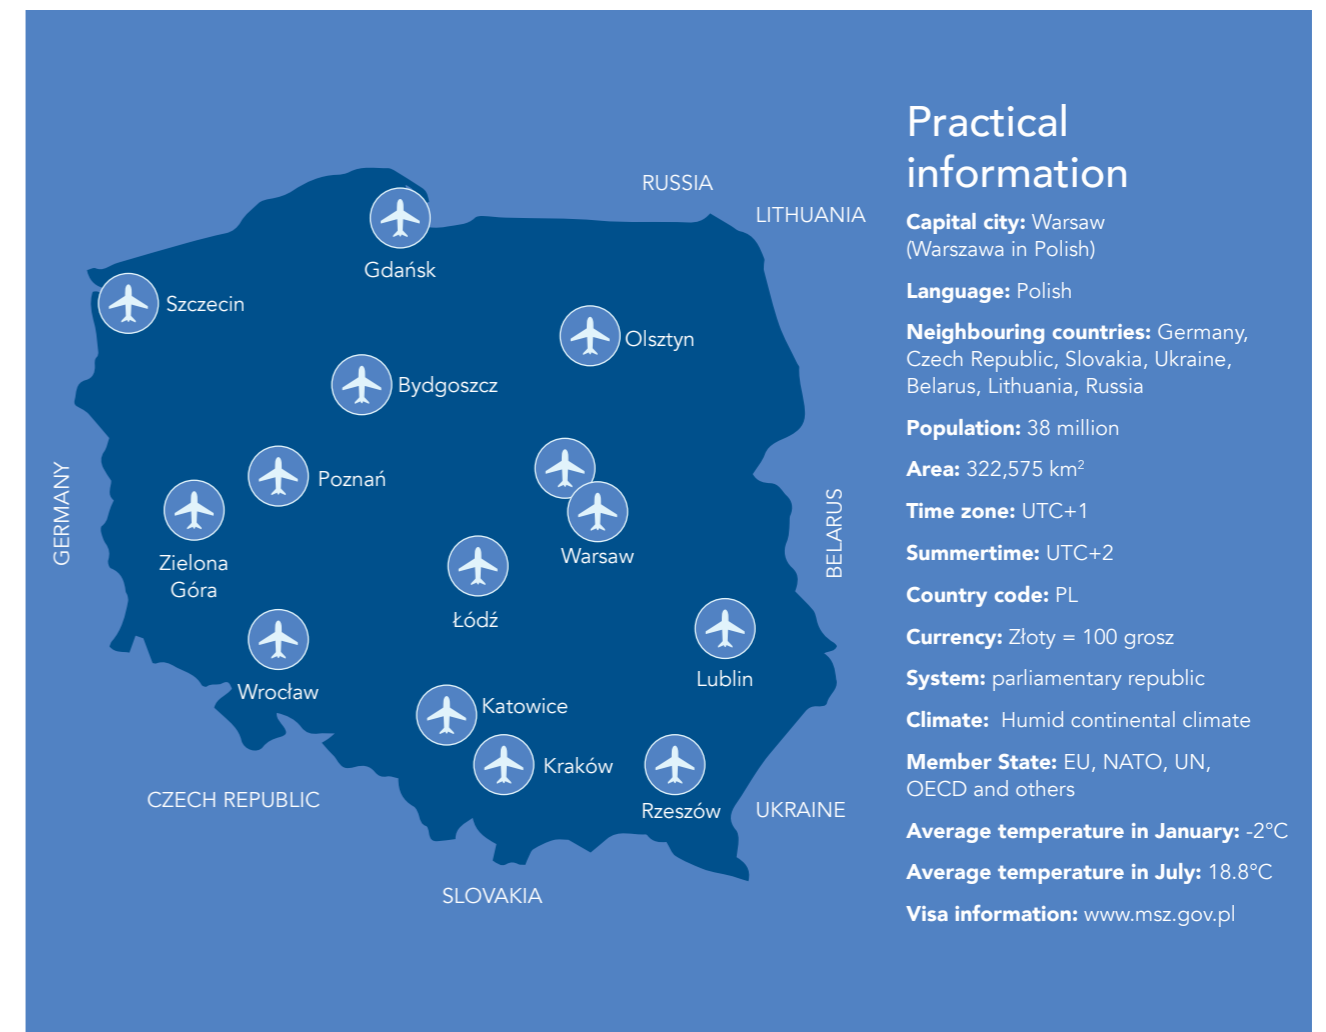 RUSSIA
LITHUANIA
Gdańsk
Szczecin
Olsztyn
Bydgoszcz
Poznań
GERMANY
BELARUS
Warsaw
Zielona
Góra
Łódź
Lublin
Wrocław
Katowice
Kraków
Rzeszów
UKRAINE
CZECH REPUBLIC
SLOVAKIA
Practical
information
Capital city: Warsaw
(Warszawa in Polish)
Language: Polish
Neighbouring countries: Germany,
Czech Republic, Slovakia, Ukraine,
Belarus, Lithuania, Russia
Population: 38 million
Area: 322,575 km²
Time zone: UTC+1
Summertime: UTC+2
Country code: PL
Currency: Złoty = 100 grosz
System: parliamentary republic
Climate: Humid continental climate
Member State: EU, NATO, UN,
OECD and others
Average temperature in January: -2°C
Average temperature in July: 18.8°C
Visa information: www.msz.gov.pl